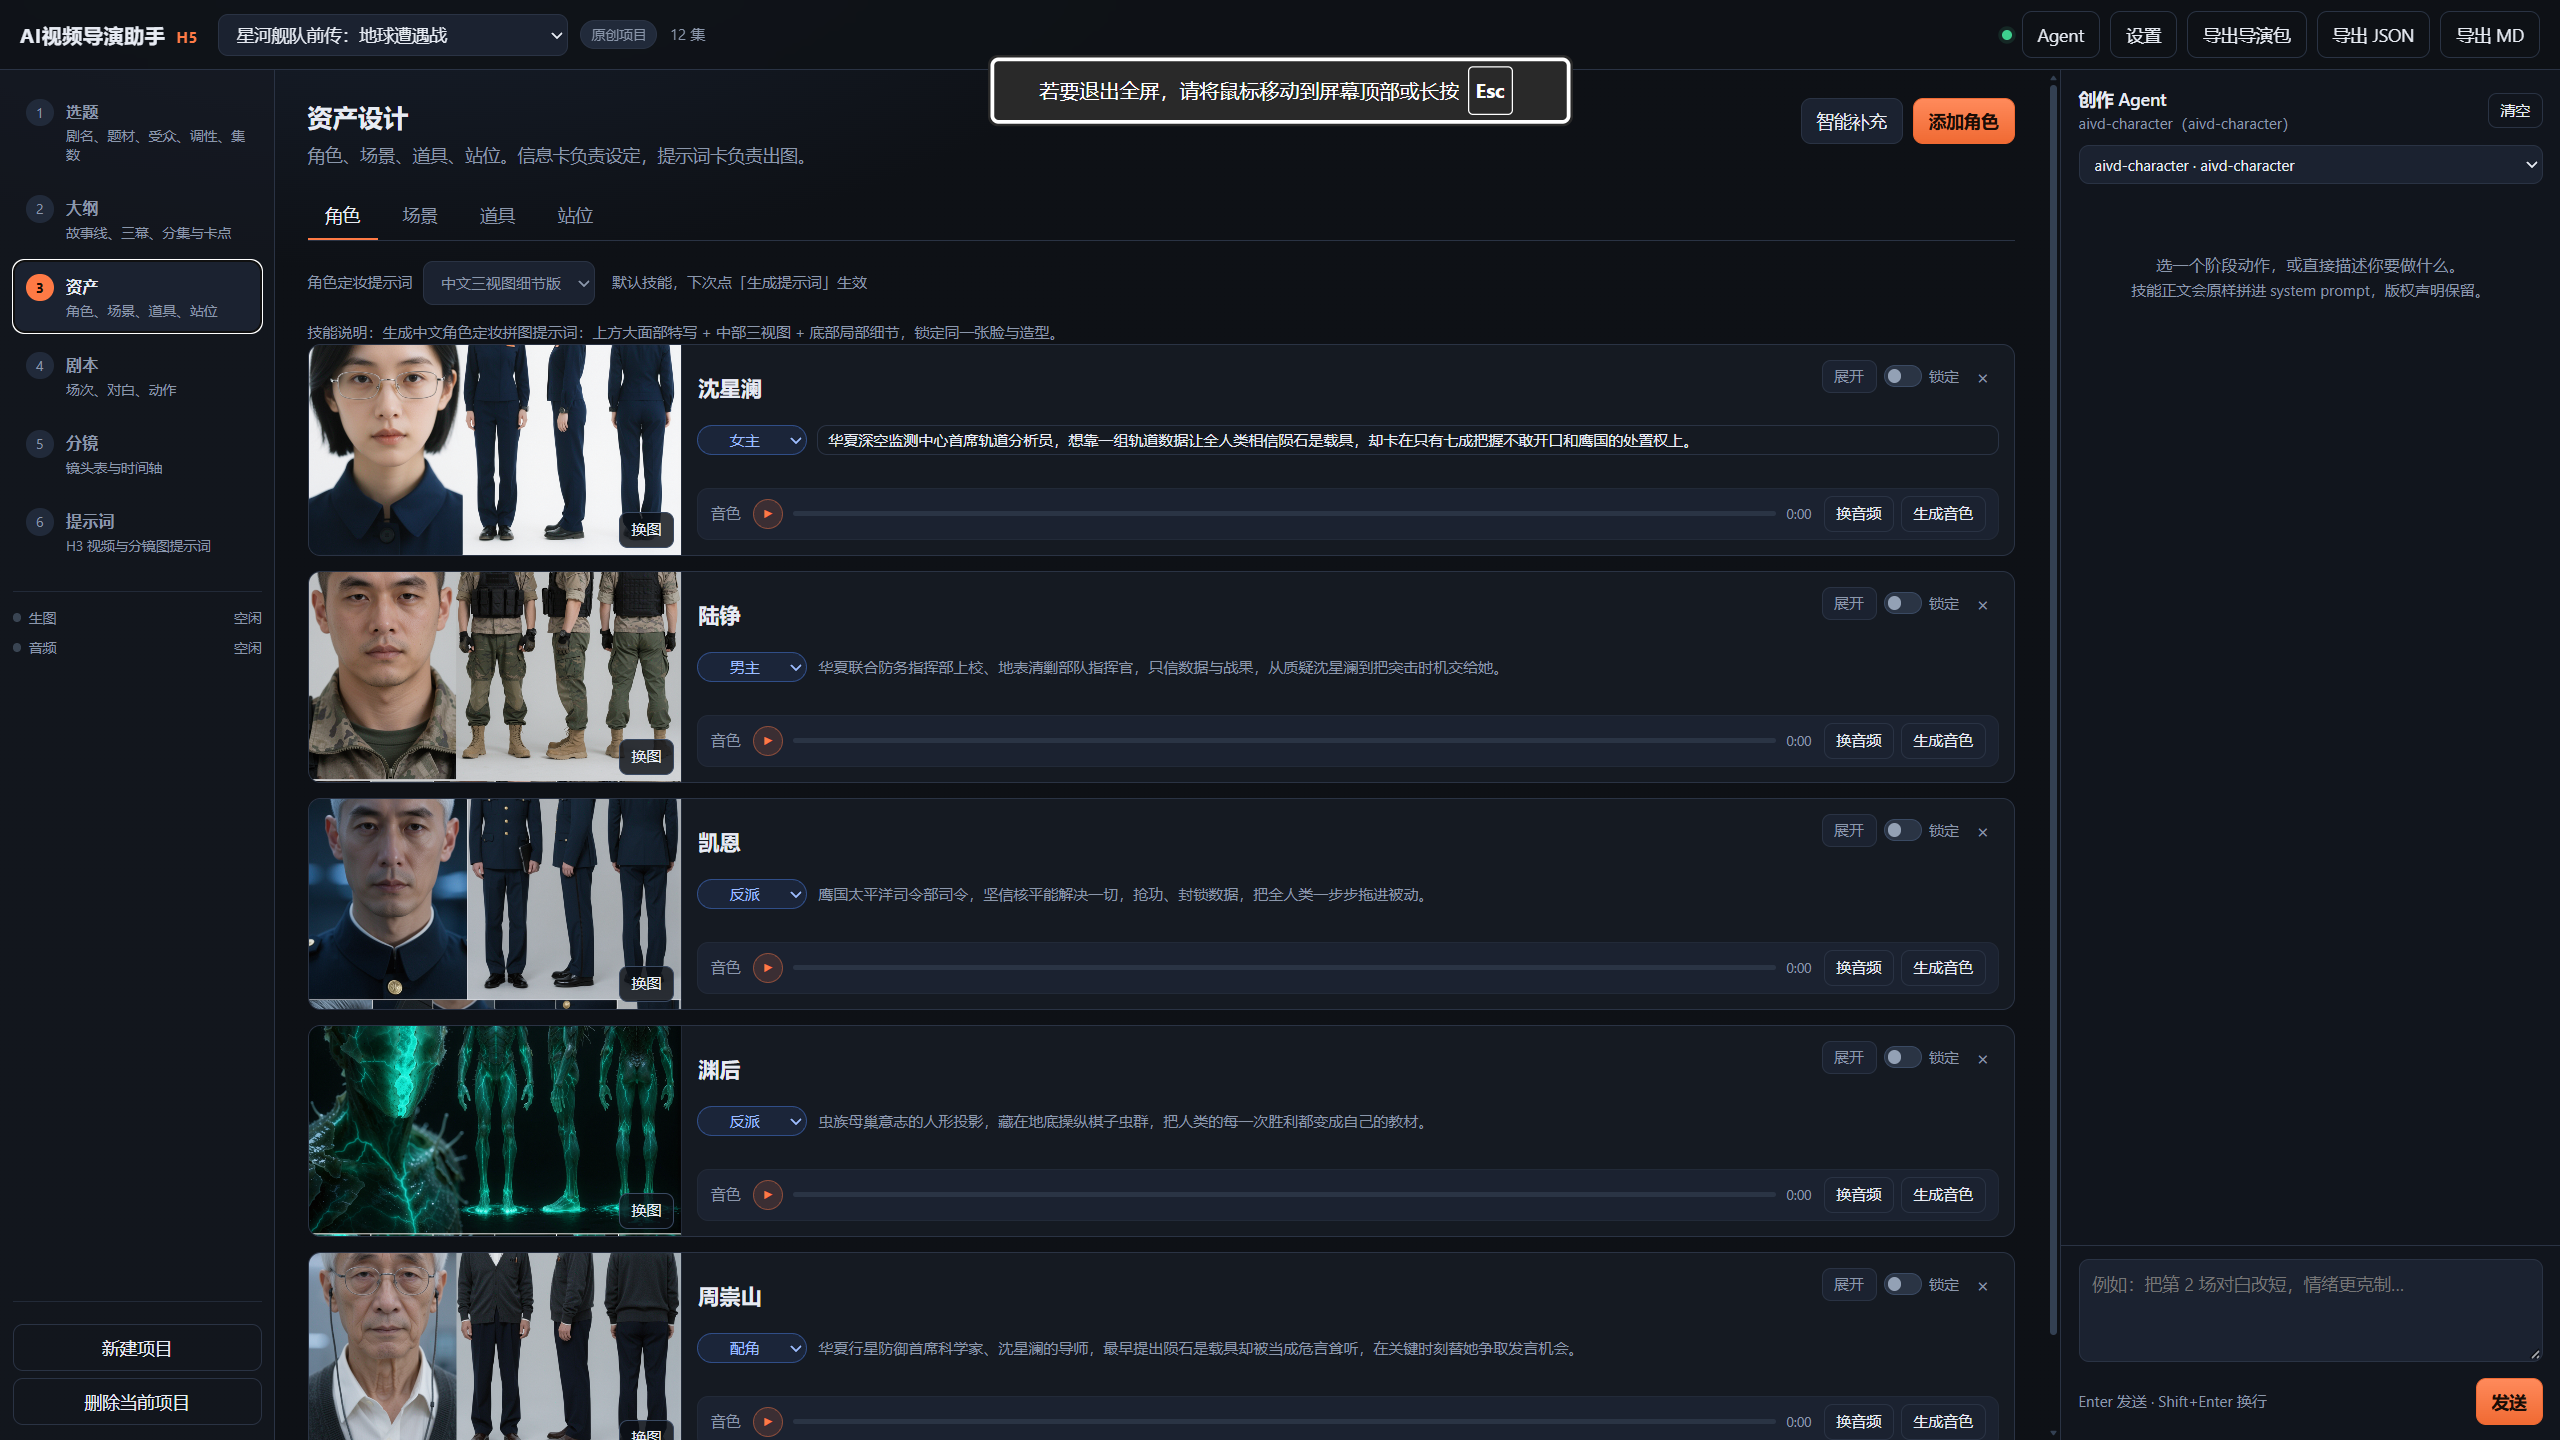 AI视频导演助手 H5
星河舰队前传：地球遭遇战
原创项目
12 集
Agent
设置
导出导演包
导出 JSON
导出 MD
若要退出全屏，请将鼠标移动到屏幕顶部或长按 Esc
1 选题
剧名、题材、受众、调性、集
数
2 大纲
故事线、三幕、分集与卡点
3 资产
角色、场景、道具、站位
4 剧本
场次、对白、动作
5 分镜
镜头表与时间轴
6 提示词
H3 视频与分镜图提示词
生图 空闲
音频 空闲
新建项目
删除当前项目
资产设计
角色、场景、道具、站位。信息卡负责设定，提示词卡负责出图。
智能补充
添加角色
角色 场景 道具 站位
角色定妆提示词 中文三视图细节版 默认技能，下次点「生成提示词」生效
技能说明：生成中文角色定妆拼图提示词：上方大面部特写 + 中部三视图 + 底部局部细节，锁定同一张脸与造型。
沈星澜
展开 锁定 ×
女主 华夏深空监测中心首席轨道分析员，想靠一组轨道数据让全人类相信陨石是载具，却卡在只有七成把握不敢开口和鹰国的处置权上。
换图
音色 0:00 换音频 生成音色
陆铮
展开 锁定 ×
男主 华夏联合防务指挥部上校、地表清剿部队指挥官，只信数据与战果，从质疑沈星澜到把突击时机交给她。
换图
音色 0:00 换音频 生成音色
凯恩
展开 锁定 ×
反派 鹰国太平洋司令部司令，坚信核平能解决一切，抢功、封锁数据，把全人类一步步拖进被动。
换图
音色 0:00 换音频 生成音色
渊后
展开 锁定 ×
反派 虫族母巢意志的人形投影，藏在地底操纵棋子虫群，把人类的每一次胜利都变成自己的教材。
换图
音色 0:00 换音频 生成音色
周崇山
展开 锁定 ×
配角 华夏行星防御首席科学家、沈星澜的导师，最早提出陨石是载具却被当成危言耸听，在关键时刻替她争取发言机会。
换图
音色 0:00 换音频 生成音色
创作 Agent
aivd-character（aivd-character）
清空
aivd-character · aivd-character
选一个阶段动作，或直接描述你要做什么。
技能正文会原样拼进 system prompt，版权声明保留。
例如：把第 2 场对白改短，情绪更克制...
Enter 发送 · Shift+Enter 换行
发送